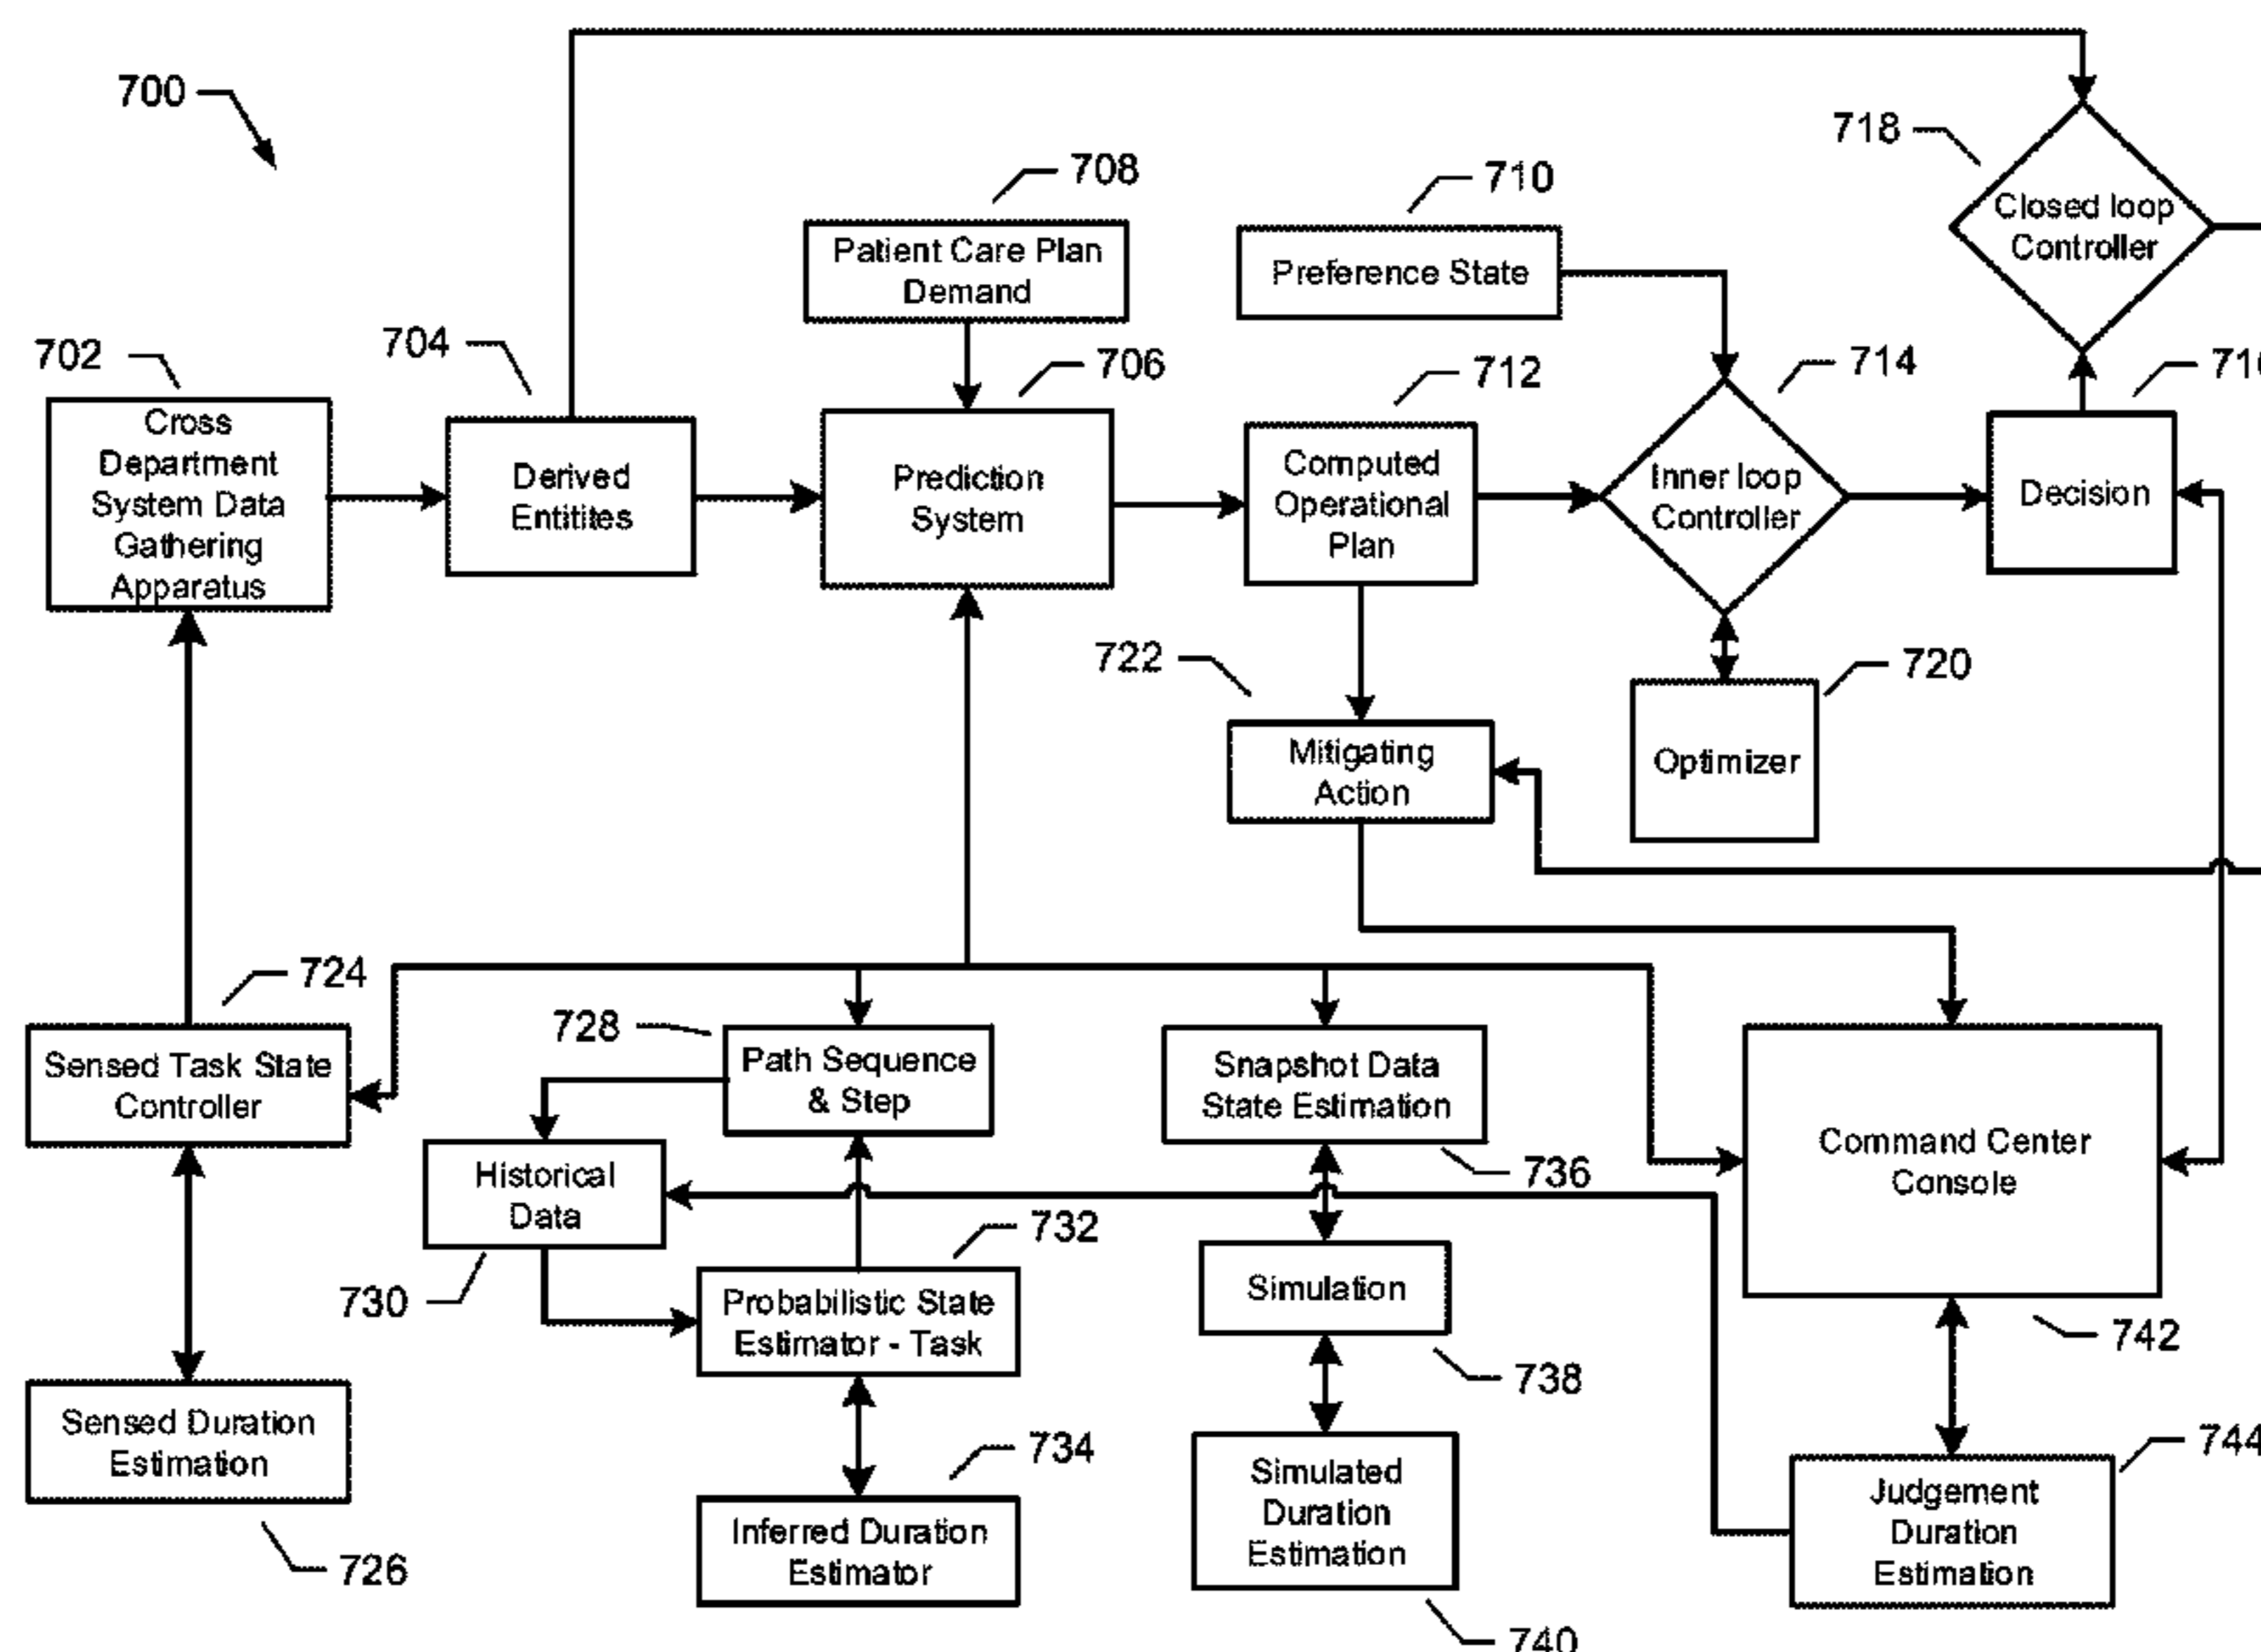 700
708
710
718
Closed loop
Controller
Patient Care Plan
Demand
Preference State
702
704
706
712
714
Cross
Department
System Data
Gathering
Apparatus
Derived
Entitites
Prediction
System
Computed
Operational
Plan
Inner loop
Controller
Decision
722
720
Mitigating
Action
Optimizer
724
728
Sensed Task State
Controller
Path Sequence
& Step
Snapshot Data
State Estimation
Command Center
Console
Historical
Data
736
732
730
Probabilistic State
Estimator - Task
Simulation
742
738
Sensed Duration
Estimation
734
744
Inferred Duration
Estimator
Simulated
Duration
Estimation
Judgement
Duration
Estimation
726
740